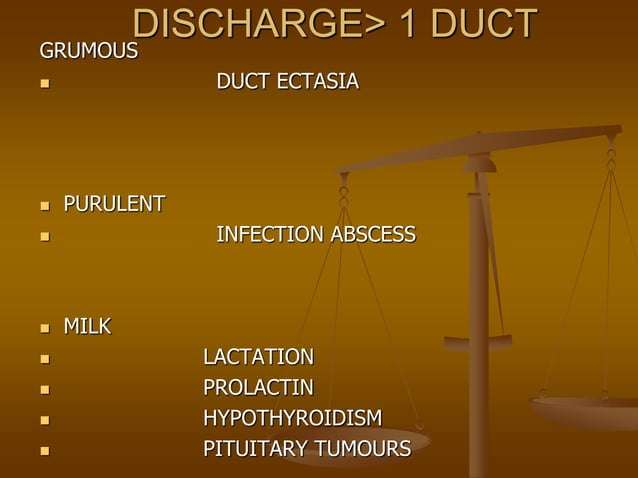 DISCHARGE> 1 DUCT
GRUMOUS
DUCT ECTASIA
PURULENT
INFECTION ABSCESS
MILK
LACTATION
PROLACTIN
HYPOTHYROIDISM
PITUITARY TUMOURS